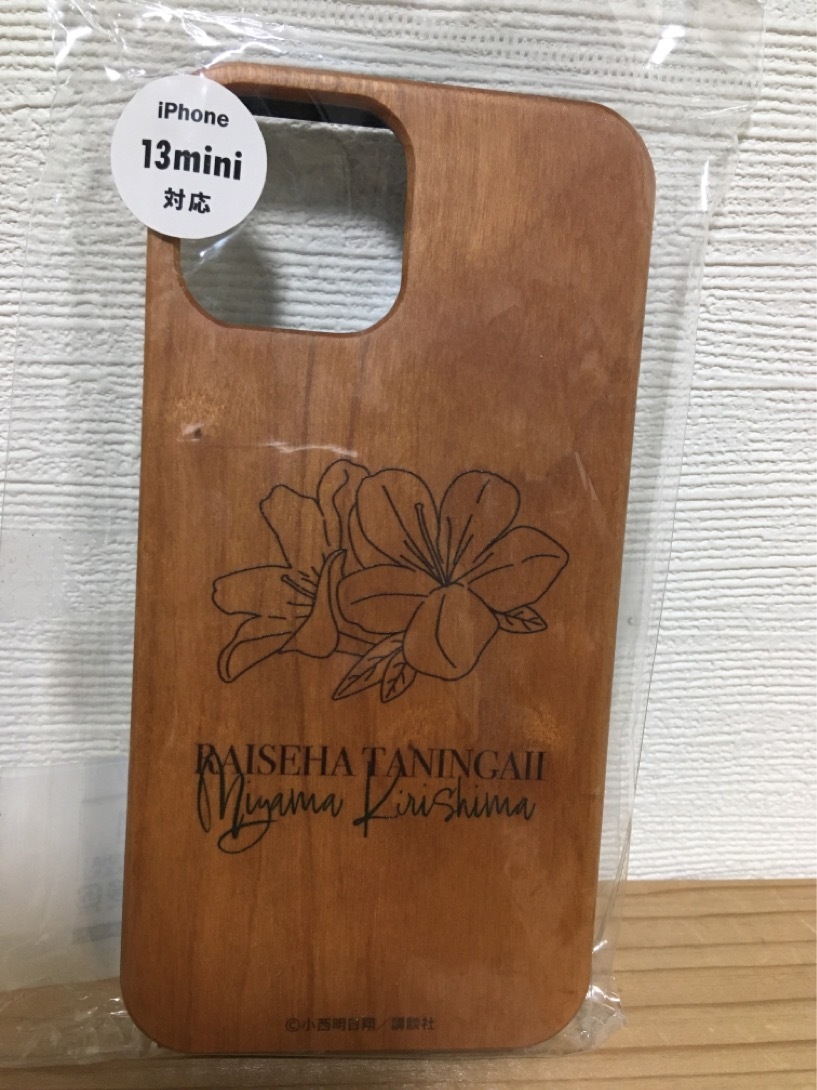 iPhone
13mini
対応
RAISEHA TANINGAII
Miyama Kirishima
©小西明日翔／講談社